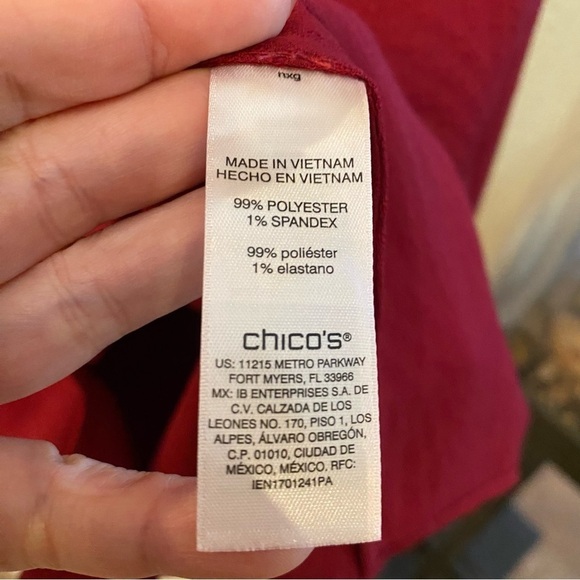 nxg
MADE IN VIETNAM
HECHO EN VIETNAM
99% POLYESTER
1% SPANDEX
99% poliéster
1% elastano
chico's®
US: 11215 METRO PARKWAY
FORT MYERS, FL 33966
MX: IB ENTERPRISES S.A. DE
C.V. CALZADA DE LOS
LEONES NO. 170, PISO 1, LOS
ALPES, ÁLVARO OBREGÓN,
C.P. 01010, CIUDAD DE
MÉXICO, MÉXICO. RFC:
IEN1701241PA